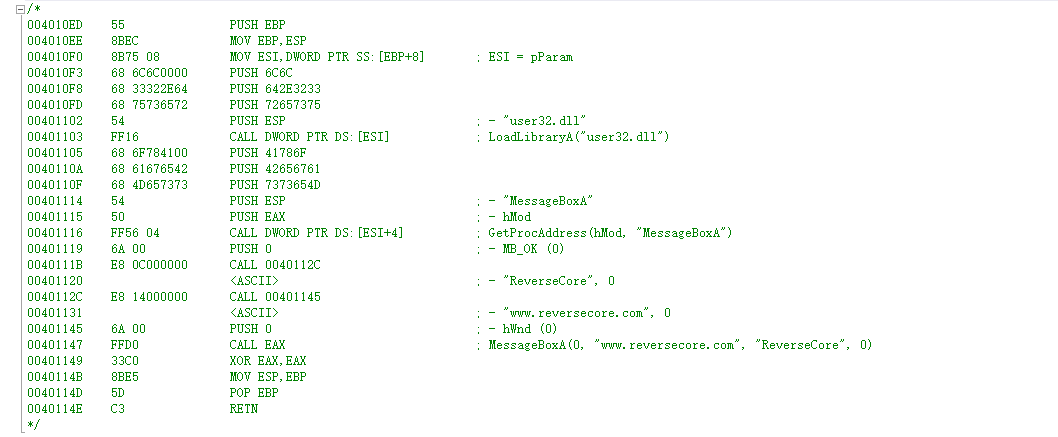 /*
004010ED 55 PUSH EBP
004010EE 8BEC MOV EBP,ESP
004010F0 8B75 08 MOV ESI,DWORD PTR SS:[EBP+8] ; ESI = pParam
004010F3 68 6C6C0000 PUSH 6C6C
004010F8 68 33322E64 PUSH 642E3233
004010FD 68 75736572 PUSH 72657375
00401102 54 PUSH ESP ; - "user32.dll"
00401103 FF16 CALL DWORD PTR DS:[ESI] ; LoadLibraryA("user32.dll")
00401105 68 6F784100 PUSH 41786F
0040110A 68 61676542 PUSH 42656761
0040110F 68 4D657373 PUSH 7373654D
00401114 54 PUSH ESP ; - "MessageBoxA"
00401115 50 PUSH EAX ; - hMod
00401116 FF56 04 CALL DWORD PTR DS:[ESI+4] ; GetProcAddress(hMod, "MessageBoxA")
00401119 6A 00 PUSH 0 ; - MB_OK (0)
0040111B E8 0C000000 CALL 0040112C
00401120 <ASCII> ; - "ReverseCore", 0
0040112C E8 14000000 CALL 00401145
00401131 <ASCII> ; - "www.reversecore.com", 0
00401145 6A 00 PUSH 0 ; - hWnd (0)
00401147 FFD0 CALL EAX ; MessageBoxA(0, "www.reversecore.com", "ReverseCore", 0)
00401149 33C0 XOR EAX,EAX
0040114B 8BE5 MOV ESP,EBP
0040114D 5D POP EBP
0040114E C3 RETN
*/